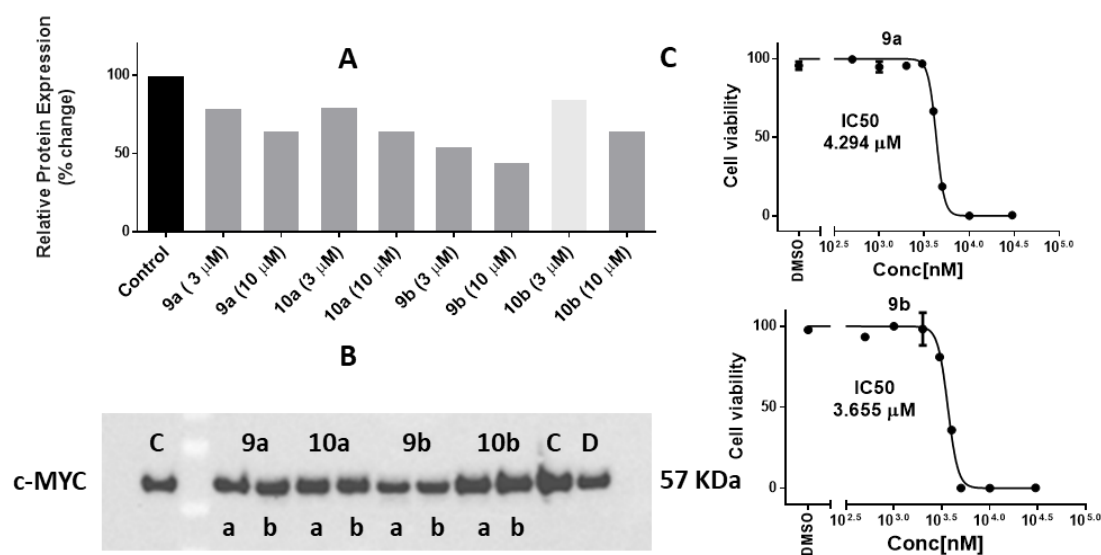 A
Relative Protein Expression
(% change)
100
50
0
Control
9a ( 3 μM)
9a (10 μM)
10a (3 μM)
10a (10 μM)
9b (3 μM)
9b (10 μM)
10b (3 μM)
10b (10 μM)
B
C 9a 10a 9b 10b C D
c-MYC
57 KDa
a b a b a b a b
C
9a
Cell viability
100
50
0
IC50
4.294 μM
DMSO
10^2.5 10^3.0 10^3.5 10^4.0 10^4.5 10^5.0
Conc[nM]
9b
Cell viability
100
50
0
IC50
3.655 μM
DMSO
10^2.5 10^3.0 10^3.5 10^4.0 10^4.5 10^5.0
Conc[nM]